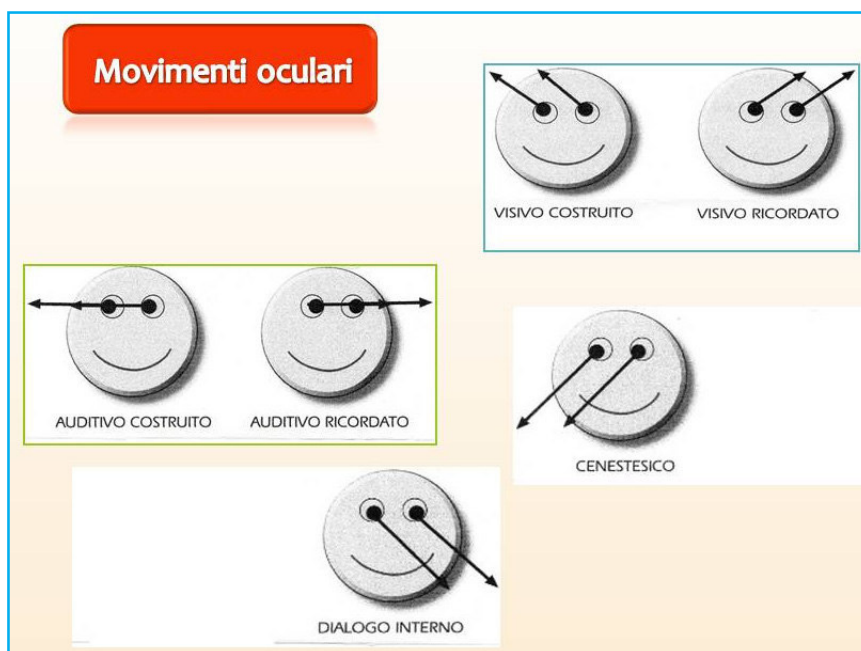 Movimenti oculari
VISIVO COSTRUITO
VISIVO RICORDATO
AUDITIVO COSTRUITO
AUDITIVO RICORDATO
CENESTESICO
DIALOGO INTERNO